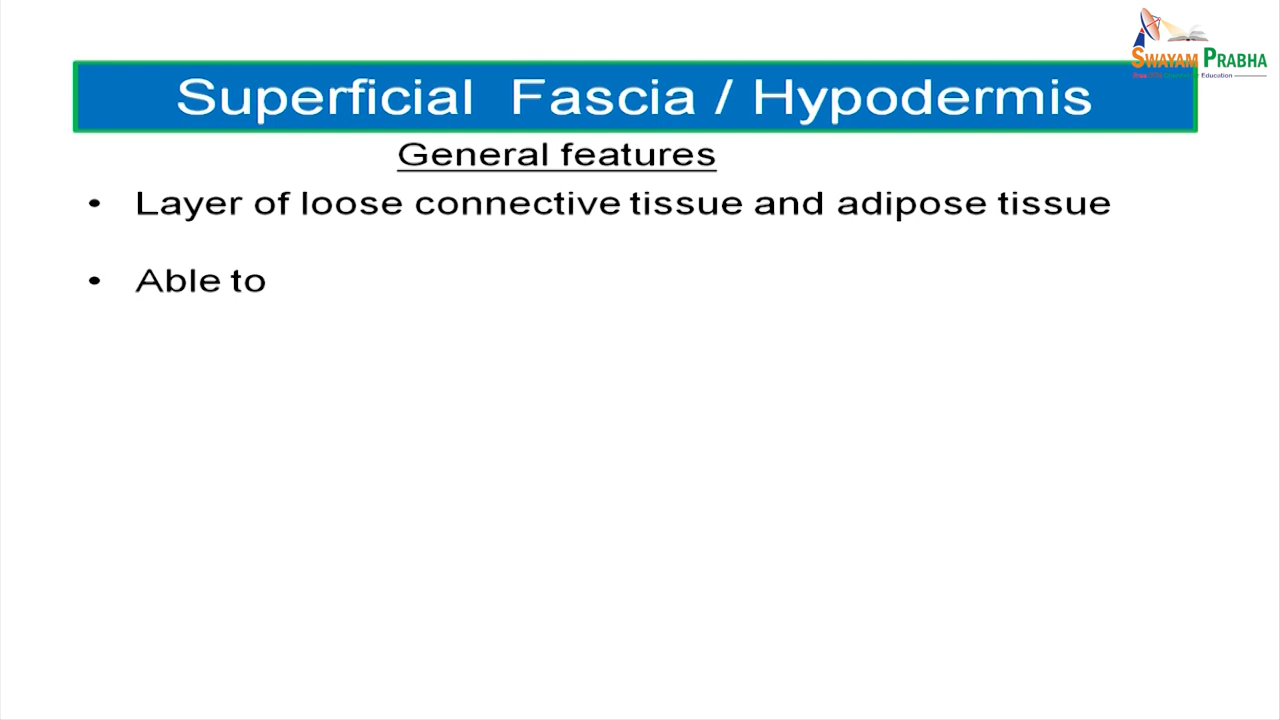 SWAYAM PRABHA
Superficial Fascia / Hypodermis
General features
• Layer of loose connective tissue and adipose tissue
• Able to